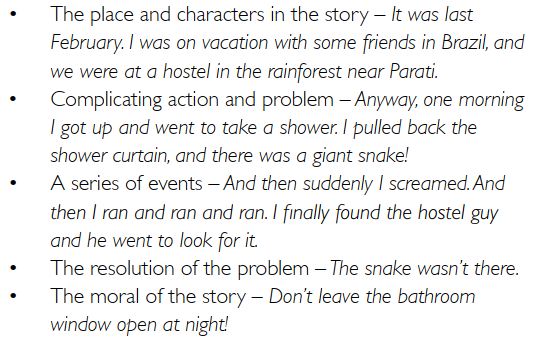 • The place and characters in the story – It was last
February. I was on vacation with some friends in Brazil, and
we were at a hostel in the rainforest near Parati.
• Complicating action and problem – Anyway, one morning
I got up and went to take a shower. I pulled back the
shower curtain, and there was a giant snake!
• A series of events – And then suddenly I screamed. And
then I ran and ran and ran. I finally found the hostel guy
and he went to look for it.
• The resolution of the problem – The snake wasn’t there.
• The moral of the story – Don’t leave the bathroom
window open at night!